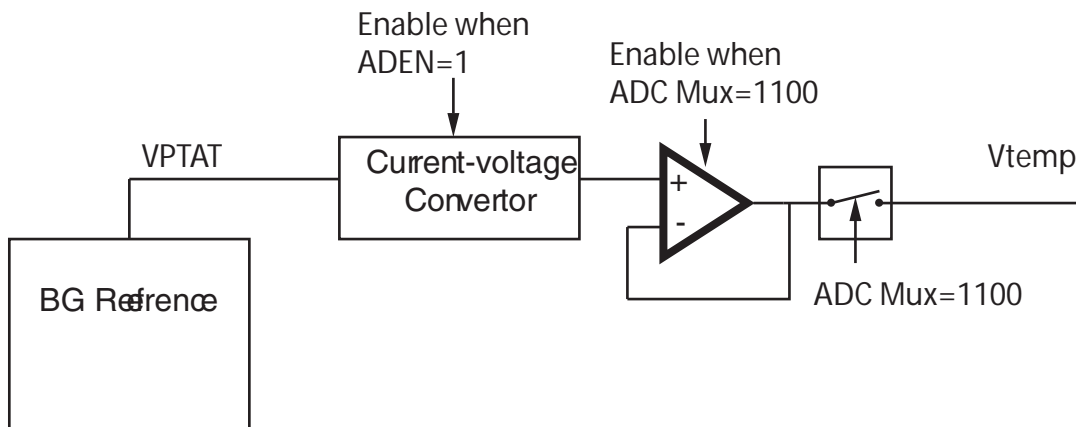 Enable when
ADEN=1
Enable when
ADC Mux=1100
VPTAT
Current-voltage
Convertor
+
-
Vtemp
BG Refrence
ADC Mux=1100